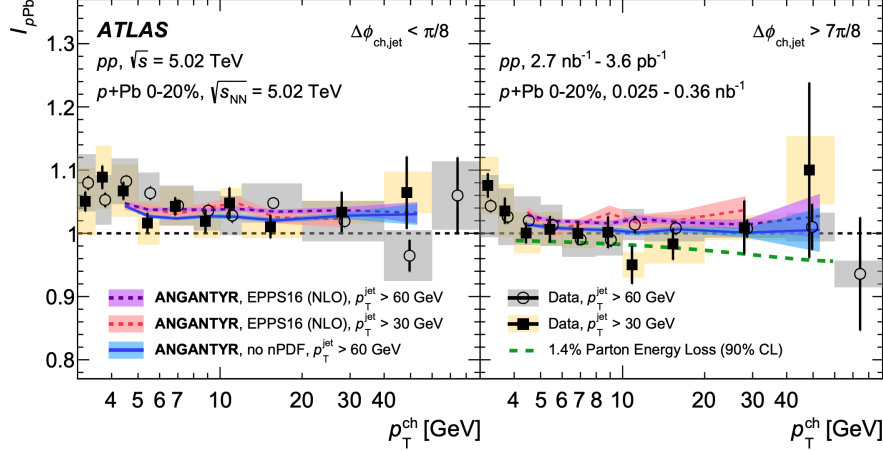 I_pPb
1.3
1.2
1.1
1
0.9
0.8
ATLAS
Δϕ_ch,jet < π/8
pp, √s = 5.02 TeV
p+Pb 0-20%, √s_NN = 5.02 TeV
ANGANTYR, EPPS16 (NLO), p_T^jet > 60 GeV
ANGANTYR, EPPS16 (NLO), p_T^jet > 30 GeV
ANGANTYR, no nPDF, p_T^jet > 60 GeV
4 5 6 7 10 20 30 40
p_T^ch [GeV]
Δϕ_ch,jet > 7π/8
pp, 2.7 nb⁻¹ - 3.6 pb⁻¹
p+Pb 0-20%, 0.025 - 0.36 nb⁻¹
Data, p_T^jet > 60 GeV
Data, p_T^jet > 30 GeV
1.4% Parton Energy Loss (90% CL)
4 5 6 7 8 10 20 30 40
p_T^ch [GeV]